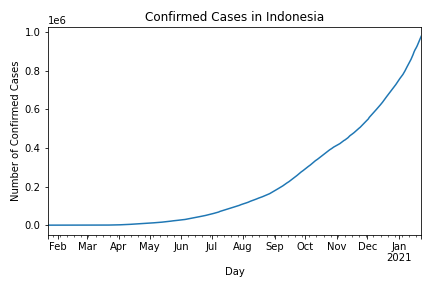 Confirmed Cases in Indonesia
1e6
1.0
0.8
0.6
0.4
0.2
0.0
Number of Confirmed Cases
Feb Mar Apr May Jun Jul Aug Sep Oct Nov Dec Jan
2021
Day